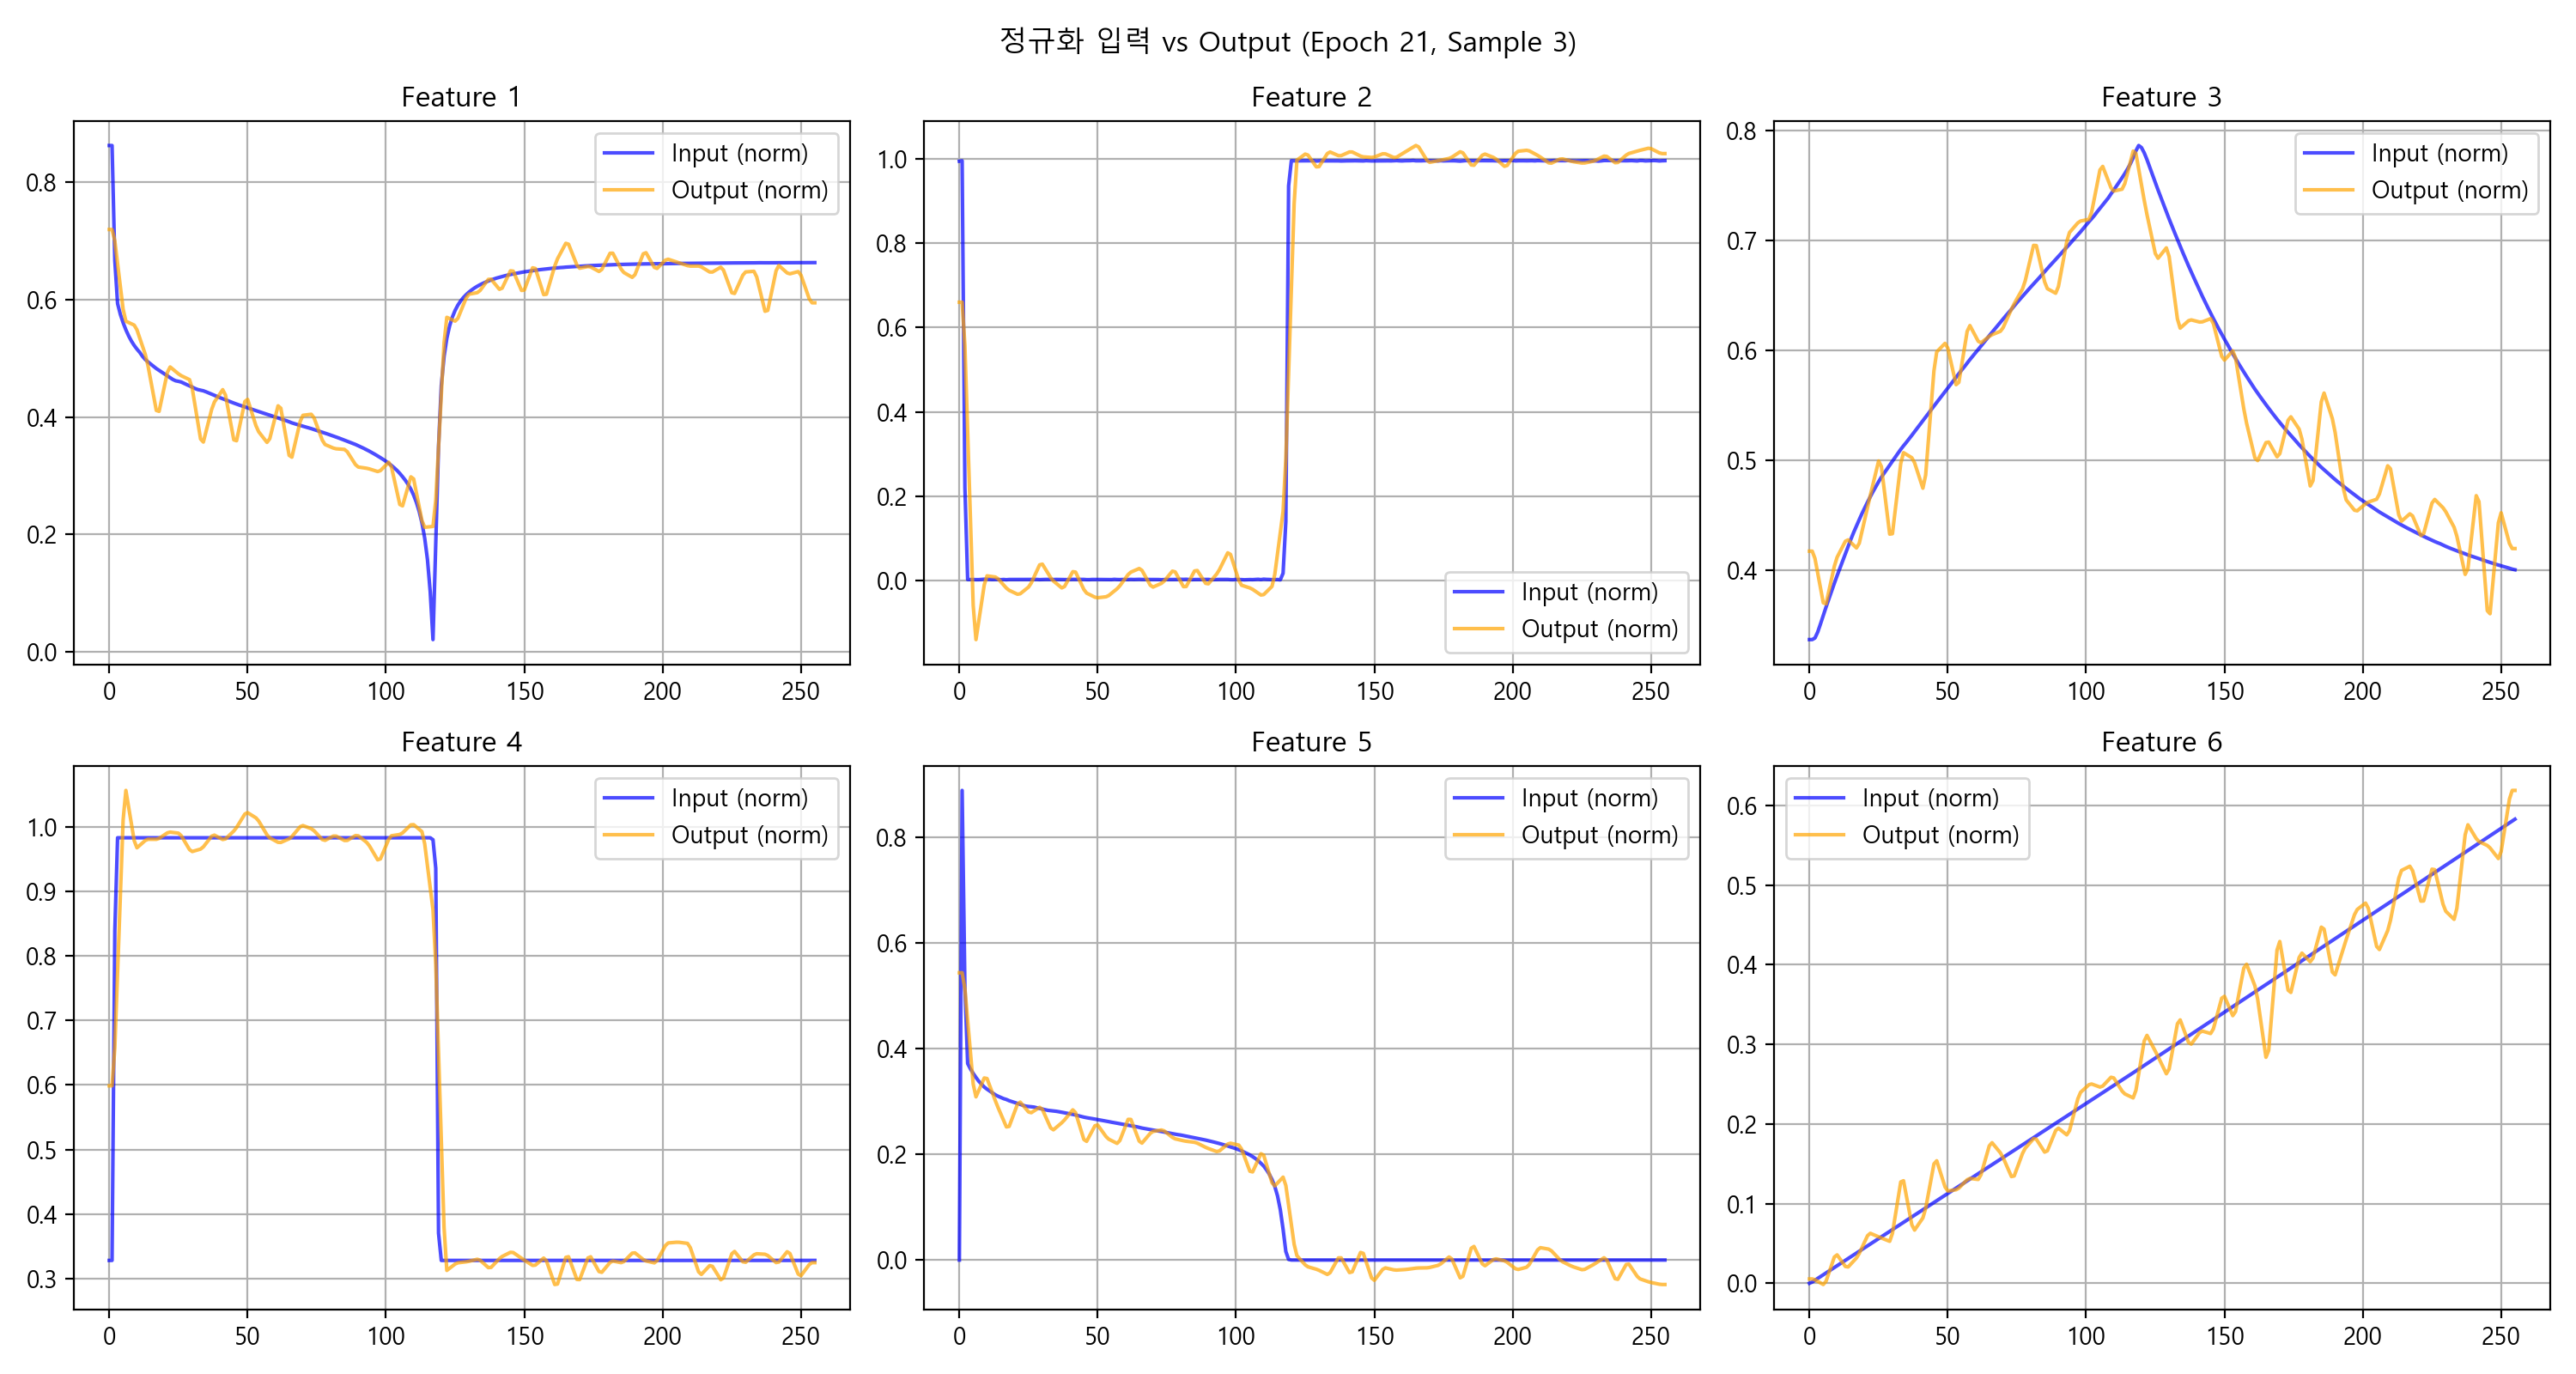 정규화 입력 vs Output (Epoch 21, Sample 3)
Feature 1
Input (norm)
Output (norm)
0.8
0.6
0.4
0.2
0.0
0 50 100 150 200 250
Feature 2
Input (norm)
Output (norm)
1.0
0.8
0.6
0.4
0.2
0.0
0 50 100 150 200 250
Feature 3
Input (norm)
Output (norm)
0.8
0.7
0.6
0.5
0.4
0 50 100 150 200 250
Feature 4
Input (norm)
Output (norm)
1.0
0.9
0.8
0.7
0.6
0.5
0.4
0.3
0 50 100 150 200 250
Feature 5
Input (norm)
Output (norm)
0.8
0.6
0.4
0.2
0.0
0 50 100 150 200 250
Feature 6
Input (norm)
Output (norm)
0.6
0.5
0.4
0.3
0.2
0.1
0.0
0 50 100 150 200 250